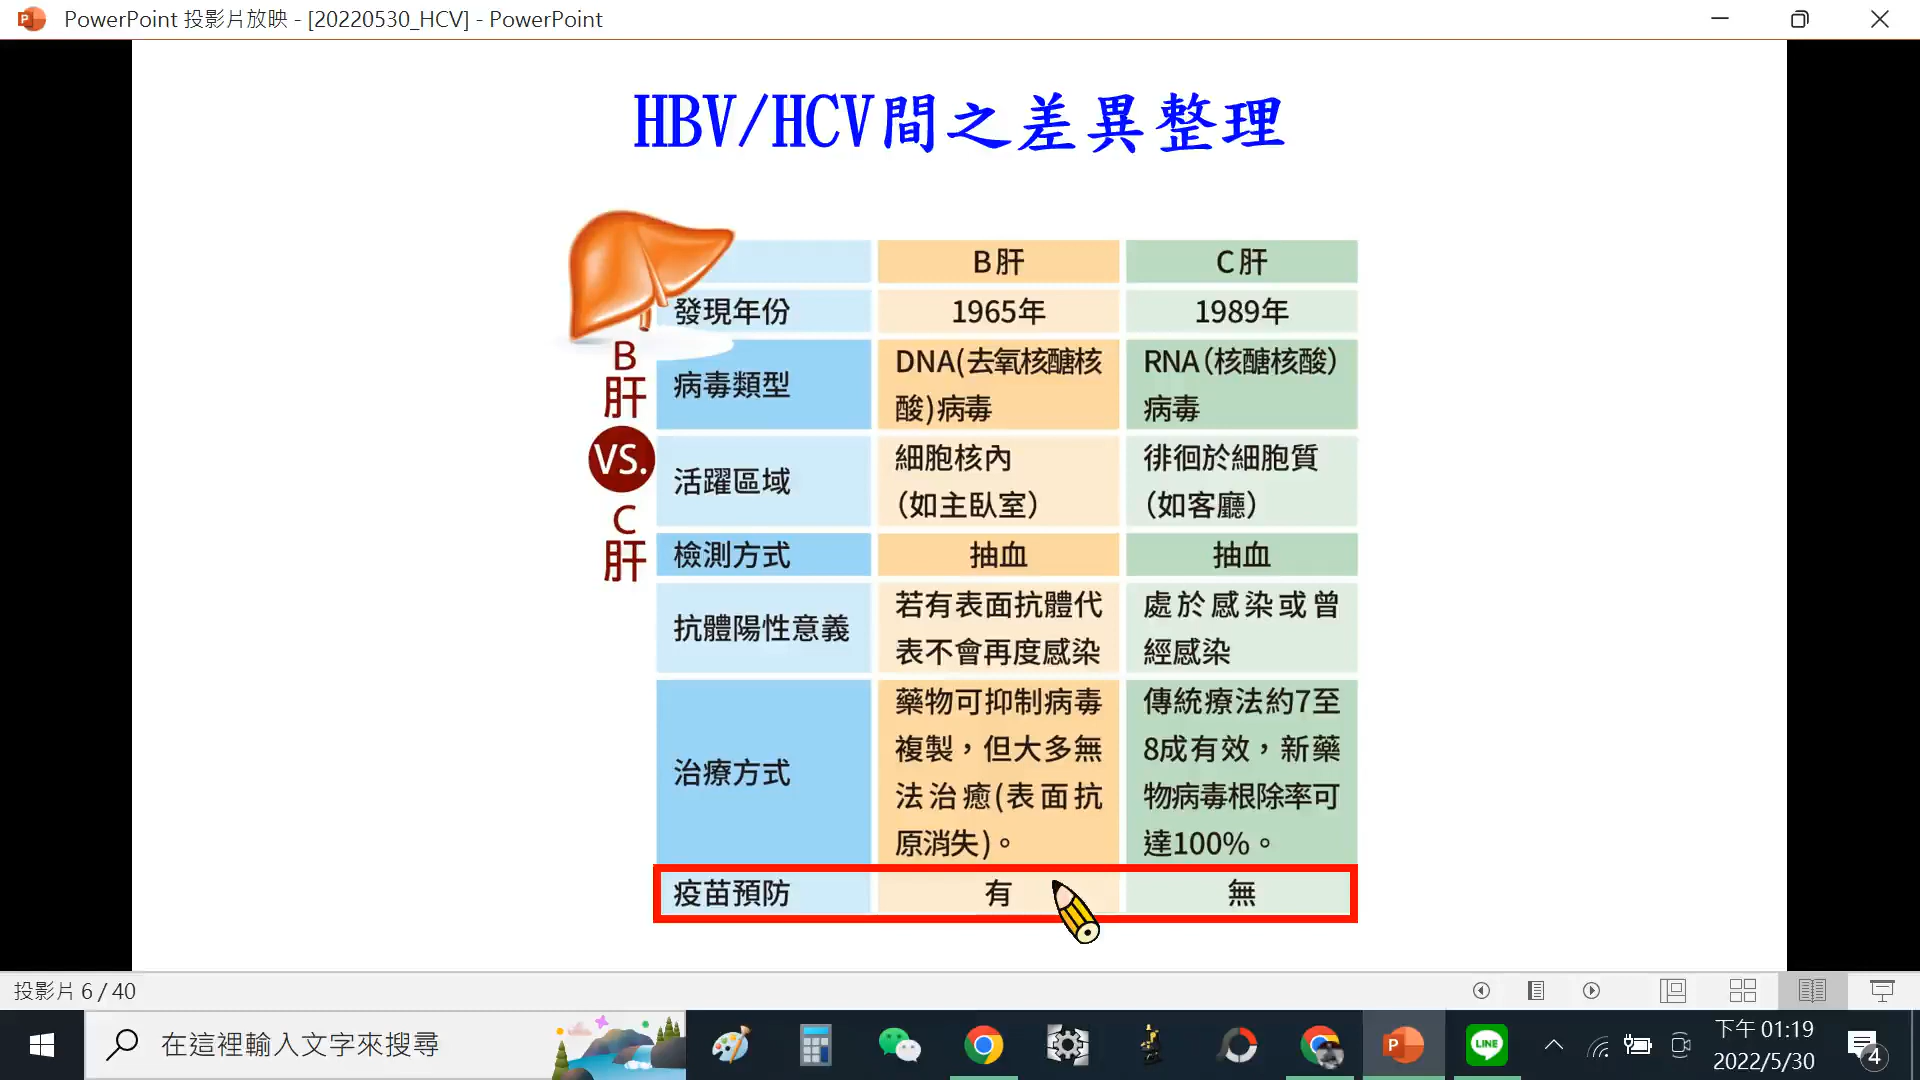 PowerPoint 投影片放映 - [20220530_HCV] - PowerPoint
HBV/HCV間之差異整理
B肝 C肝
發現年份 1965年 1989年
B
肝
VS.
C
肝
病毒類型
DNA(去氧核醣核
酸)病毒
RNA(核醣核酸)
病毒
活躍區域
細胞核內
(如主臥室)
徘徊於細胞質
(如客廳)
檢測方式 抽血 抽血
抗體陽性意義
若有表面抗體代
表不會再度感染
處於感染或曾
經感染
治療方式
藥物可抑制病毒
複製,但大多無
法治癒(表面抗
原消失)。
傳統療法約7至
8成有效,新藥
物病毒根除率可
達100%。
疫苗預防 有 無
投影片 6 / 40
在這裡輸入文字來搜尋
P
LINE
下午 01:19
2022/5/30
4